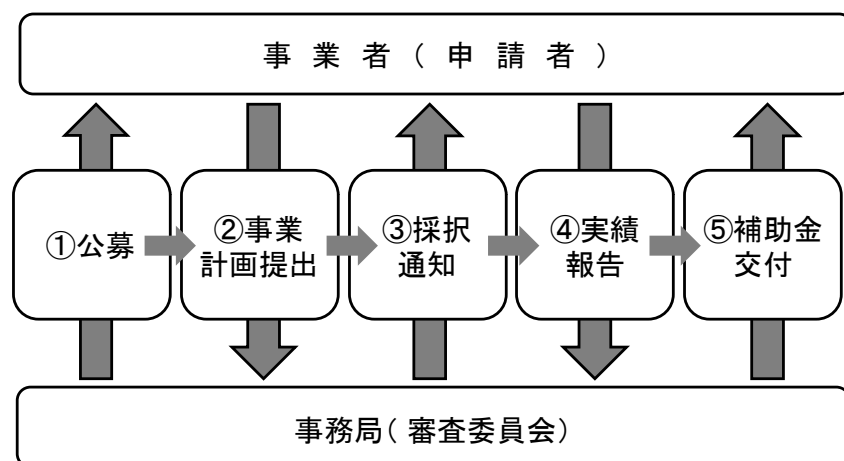 事業者(申請者)
①公募
②事業
計画提出
③採択
通知
④実績
報告
⑤補助金
交付
事務局(審査委員会)